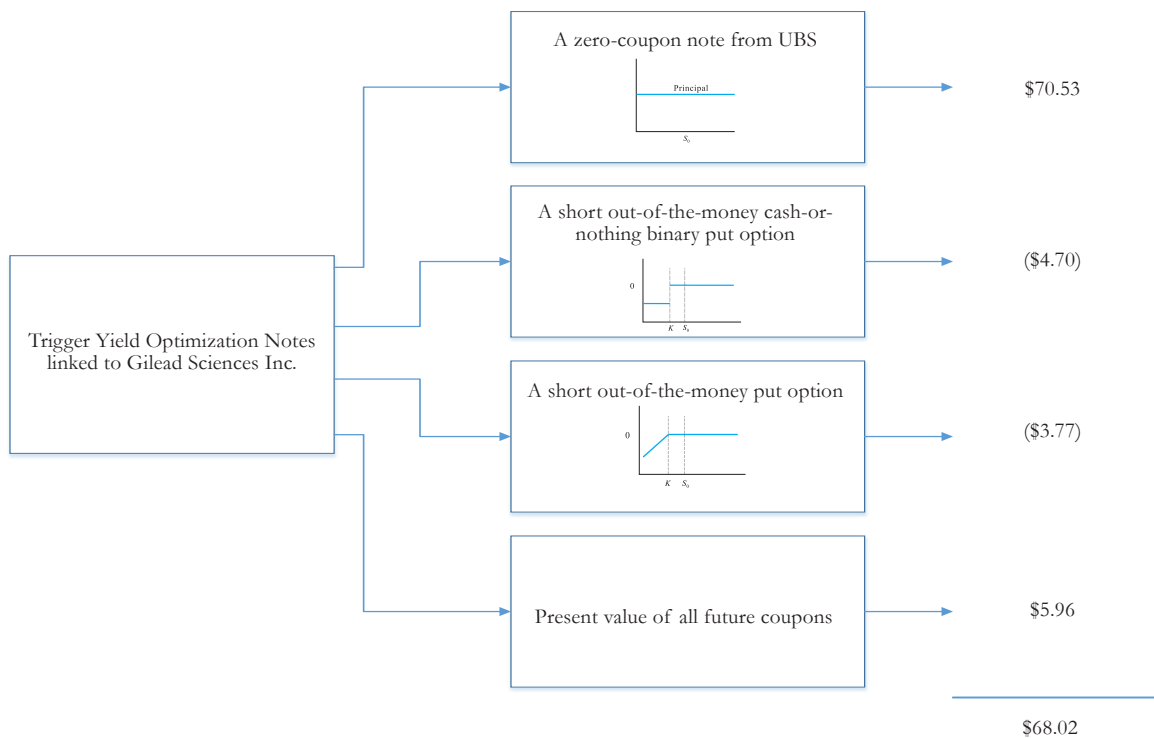 A zero-coupon note from UBS
Principal
S0
$70.53
A short out-of-the-money cash-or-
nothing binary put option
0
K
S0
($4.70)
Trigger Yield Optimization Notes
linked to Gilead Sciences Inc.
A short out-of-the-money put option
0
K
S0
($3.77)
Present value of all future coupons
$5.96
$68.02